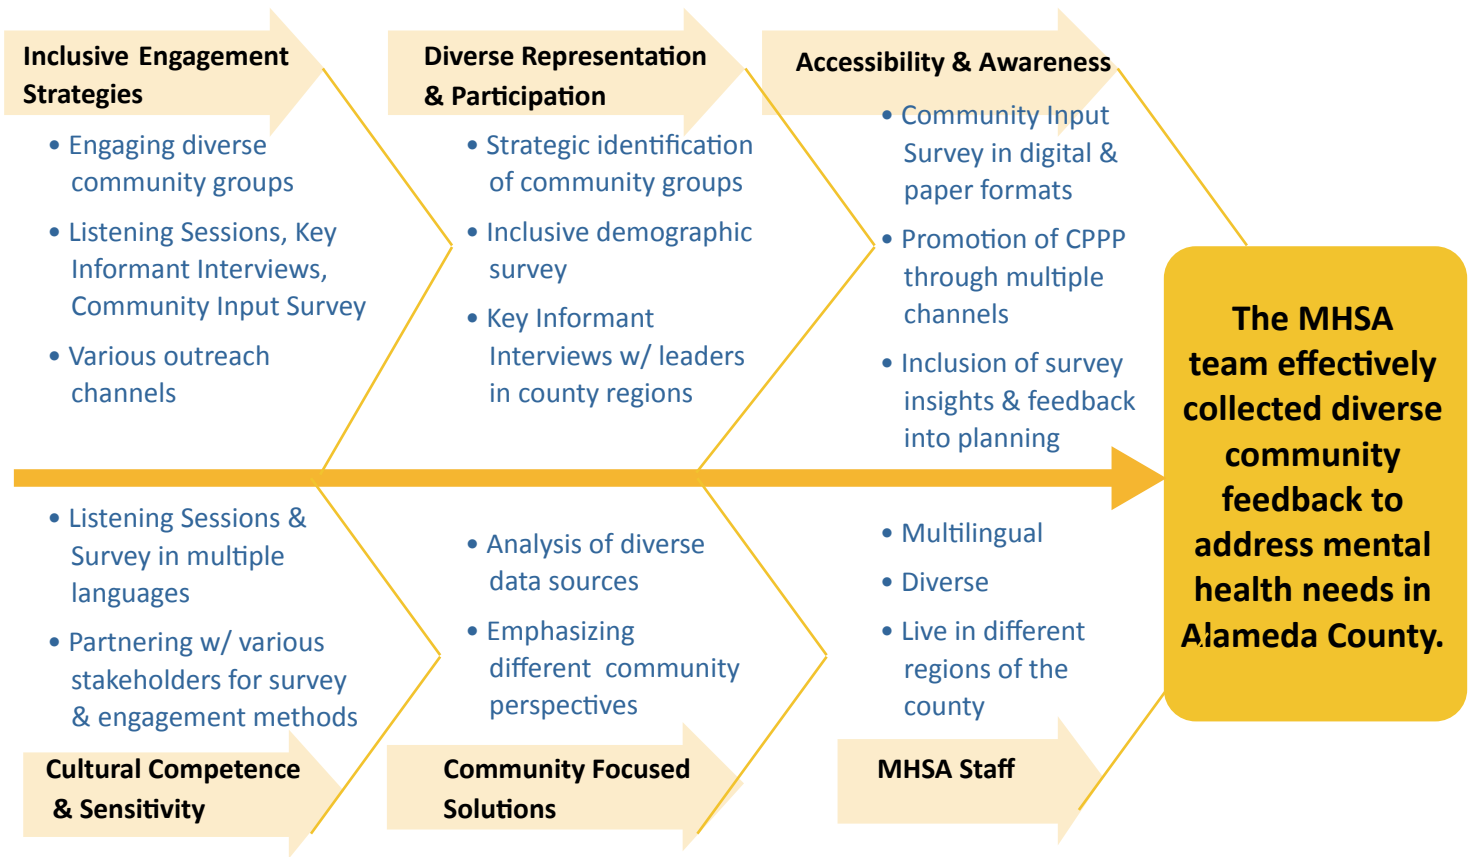 Inclusive Engagement
Strategies
• Engaging diverse
community groups
• Listening Sessions, Key
Informant Interviews,
Community Input Survey
• Various outreach
channels
Diverse Representation
& Participation
• Strategic identification
of community groups
• Inclusive demographic
survey
• Key Informant
Interviews w/ leaders
in county regions
Accessibility & Awareness
• Community Input
Survey in digital &
paper formats
• Promotion of CPPP
through multiple
channels
• Inclusion of survey
insights & feedback
into planning
• Listening Sessions &
Survey in multiple
languages
• Partnering w/ various
stakeholders for survey
& engagement methods
Cultural Competence
& Sensitivity
• Analysis of diverse
data sources
• Emphasizing
different community
perspectives
Community Focused
Solutions
• Multilingual
• Diverse
• Live in different
regions of the
county
MHSA Staff
The MHSA
team effectively
collected diverse
community
feedback to
address mental
health needs in
Alameda County.